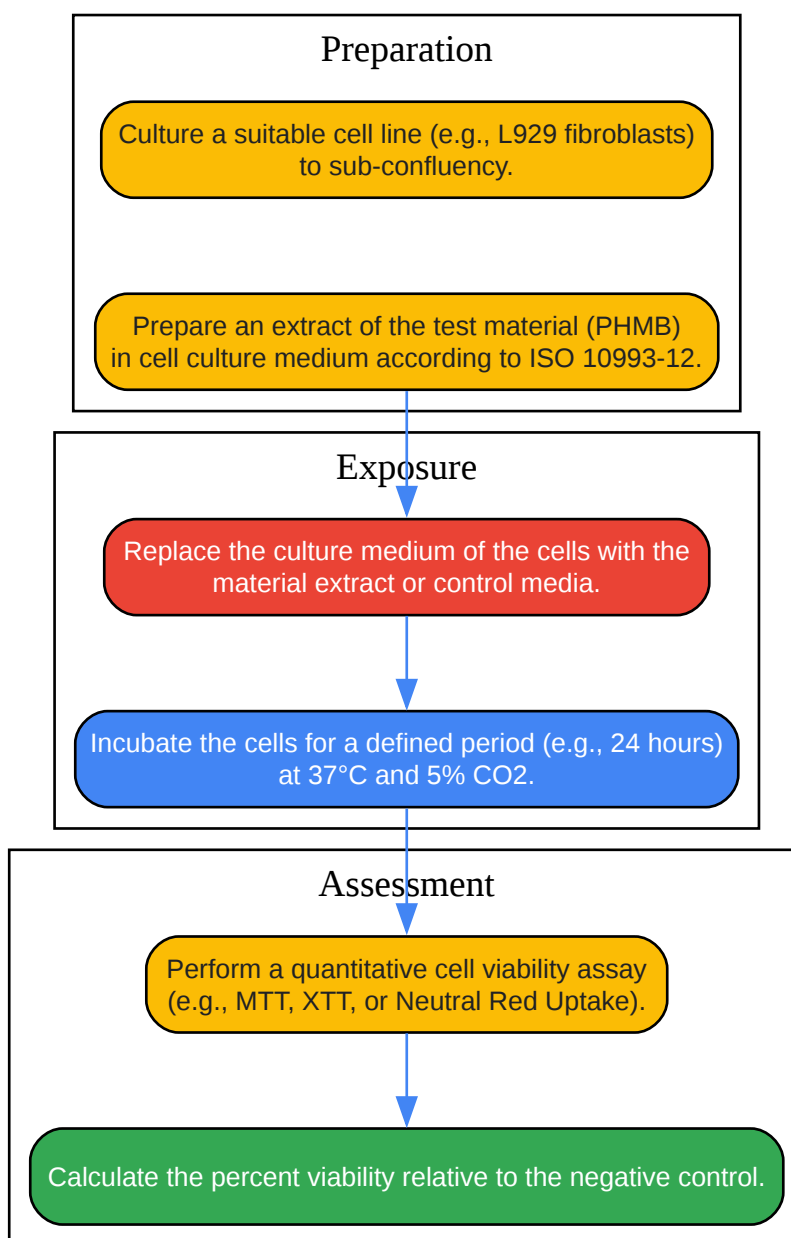 Preparation
Culture a suitable cell line (e.g., L929 fibroblasts)
to sub-confluency.
Prepare an extract of the test material (PHMB)
in cell culture medium according to ISO 10993-12.
Exposure
Replace the culture medium of the cells with the
material extract or control media.
Incubate the cells for a defined period (e.g., 24 hours)
at 37°C and 5% CO2.
Assessment
Perform a quantitative cell viability assay
(e.g., MTT, XTT, or Neutral Red Uptake).
Calculate the percent viability relative to the negative control.